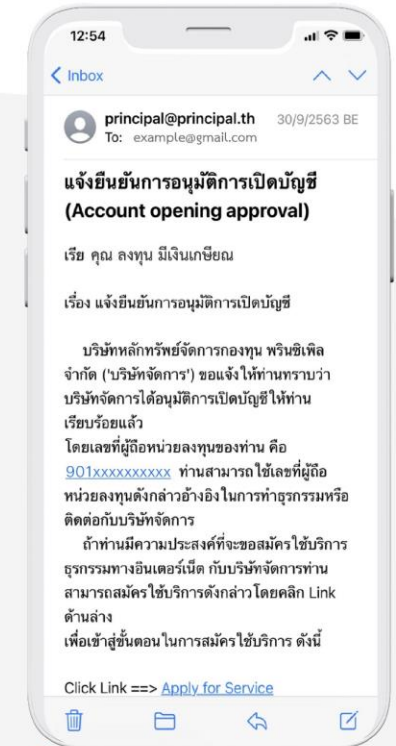 12:54
Inbox
principal@principal.th 30/9/2563 BE
To: example@gmail.com
แจ้งยืนยันการอนุมัติการเปิดบัญชี
(Account opening approval)
เรีย คุณ ลงทุน มีเงินเกษียณ
เรื่อง แจ้งยืนยันการอนุมัติการเปิดบัญชี
บริษัทหลักทรัพย์จัดการกองทุน พรินซิเพิล
จำกัด ('บริษัทจัดการ') ขอแจ้งให้ท่านทราบว่า
บริษัทจัดการได้อนุมัติการเปิดบัญชีให้ท่าน
เรียบร้อยแล้ว
โดยเลขที่ผู้ถือหน่วยลงทุนของท่าน คือ
901xxxxxxxxxx ท่านสามารถใช้เลขที่ผู้ถือ
หน่วยลงทุนดังกล่าวอ้างอิงในการทำธุรกรรมหรือ
ติดต่อกับบริษัทจัดการ
ถ้าท่านมีความประสงค์ที่จะขอสมัครใช้บริการ
ธุรกรรมทางอินเตอร์เน็ต กับบริษัทจัดการท่าน
สามารถสมัครใช้บริการดังกล่าวโดยคลิก Link
ด้านล่าง
เพื่อเข้าสู่ขั้นตอนในการสมัครใช้บริการ ดังนี้
Click Link ==> Apply for Service